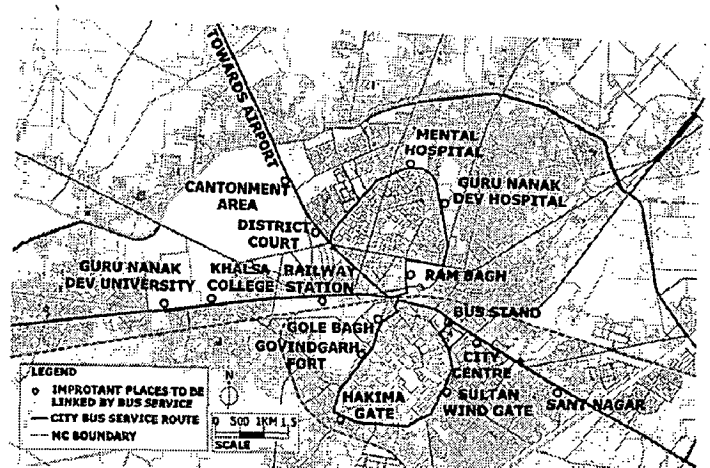 TOWARDS AIRPORT
MENTAL
HOSPITAL
CANTONMENT
AREA
GURU NANAK
DEV HOSPITAL
DISTRICT
COURT
GURU NANAK
DEV UNIVERSITY
KHALSA
COLLEGE
RAILWAY
STATION
RAM BAGH
GOLE BAGH
BUS STAND
GOVINDGARH
FORT
CITY
CENTRE
HAKIMA
GATE
SULTAN
WIND GATE
SANT NAGAR
LEGEND
IMPROTANT PLACES TO BE
LINKED BY BUS SERVICE
CITY BUS SERVICE ROUTE
MC BOUNDARY
N
0 500 1KM 1.5
SCALE